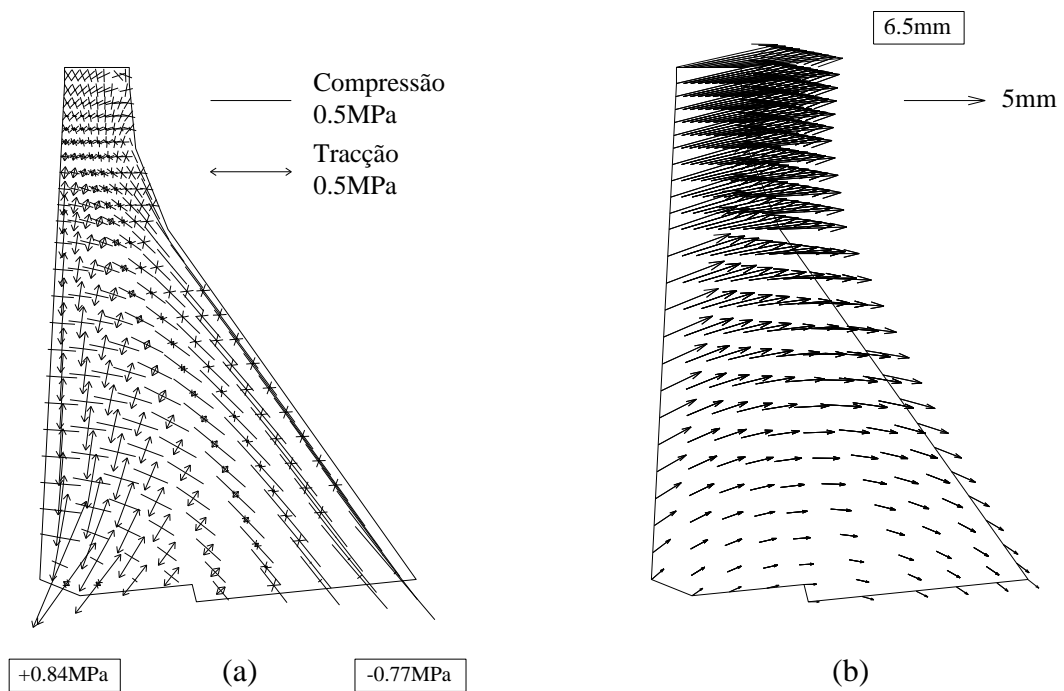 6.5mm
Compressão
0.5MPa
5mm
Tracção
0.5MPa
+0.84MPa
(a)
-0.77MPa
(b)